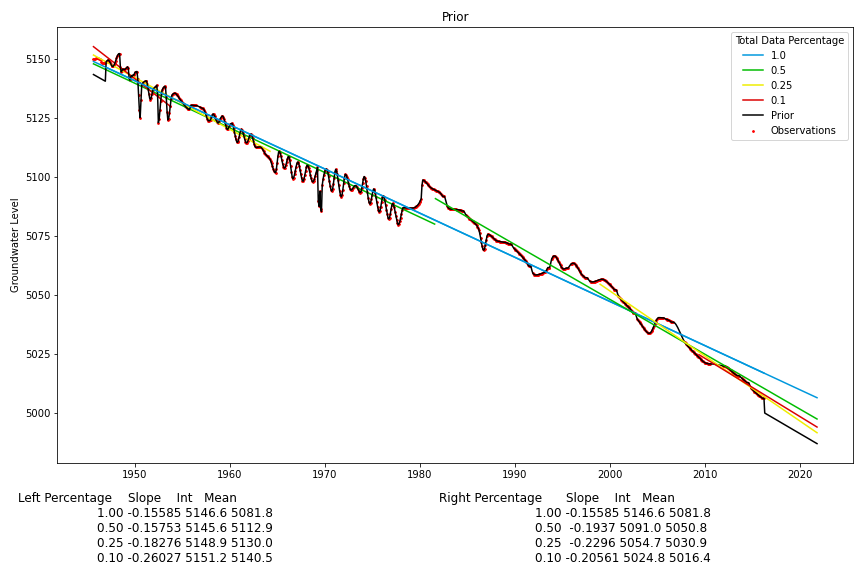 Prior
Total Data Percentage
1.0
0.5
0.25
0.1
Prior
Observations
Groundwater Level
5150
5125
5100
5075
5050
5025
5000
1950 1960 1970 1980 1990 2000 2010 2020
Left Percentage Slope Int Mean
1.00 -0.15585 5146.6 5081.8
0.50 -0.15753 5145.6 5112.9
0.25 -0.18276 5148.9 5130.0
0.10 -0.26027 5151.2 5140.5
Right Percentage Slope Int Mean
1.00 -0.15585 5146.6 5081.8
0.50 -0.1937 5091.0 5050.8
0.25 -0.2296 5054.7 5030.9
0.10 -0.20561 5024.8 5016.4